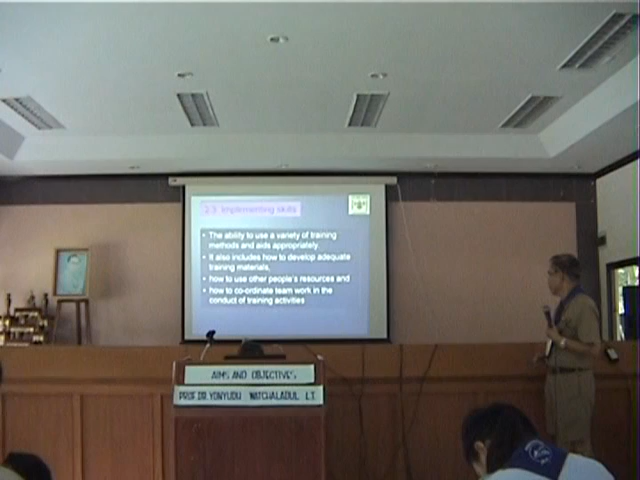 2.3 Implementing skills
• The ability to use a variety of training
methods and aids appropriately
• It also includes how to develop adequate
training materials,
• how to use other people's resources and
• how to co-ordinate team work in the
conduct of training activities
AIMS AND OBJECTIVE'S
PROF.DR.YONYUDU WATCHALADUL L.T.